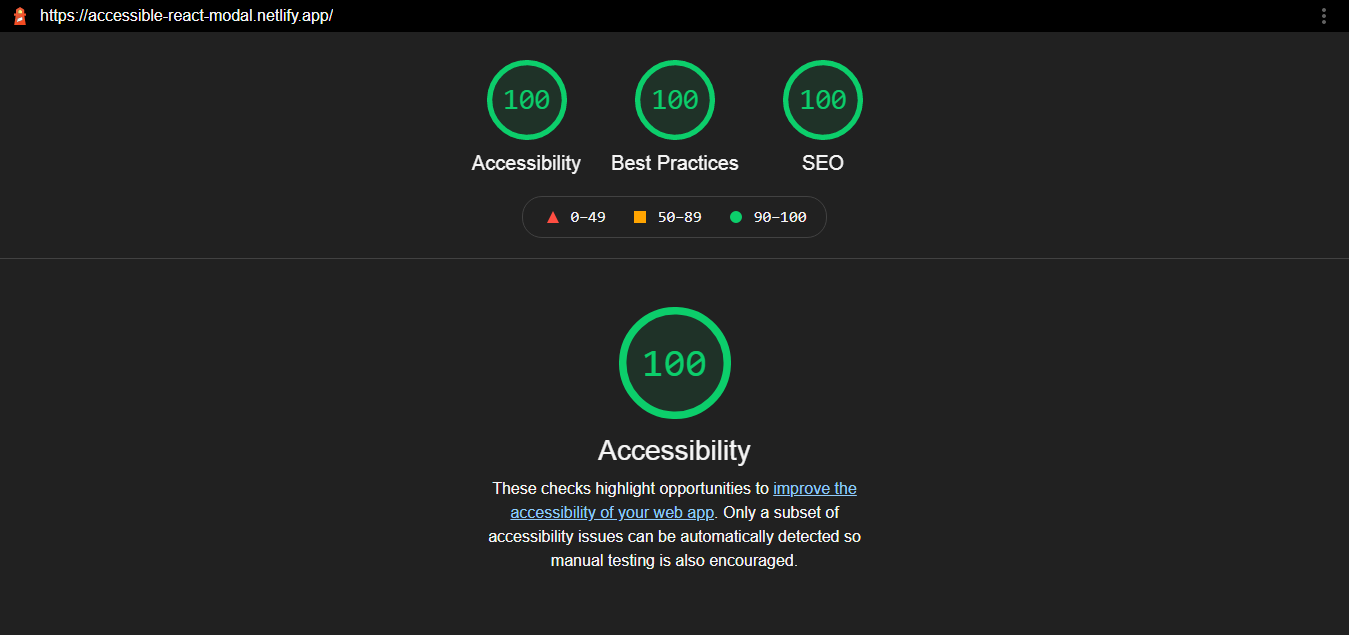 https://accessible-react-modal.netlify.app/
100 100 100
Accessibility Best Practices SEO
0–49 50–89 90–100
100
Accessibility
These checks highlight opportunities to improve the
accessibility of your web app. Only a subset of
accessibility issues can be automatically detected so
manual testing is also encouraged.